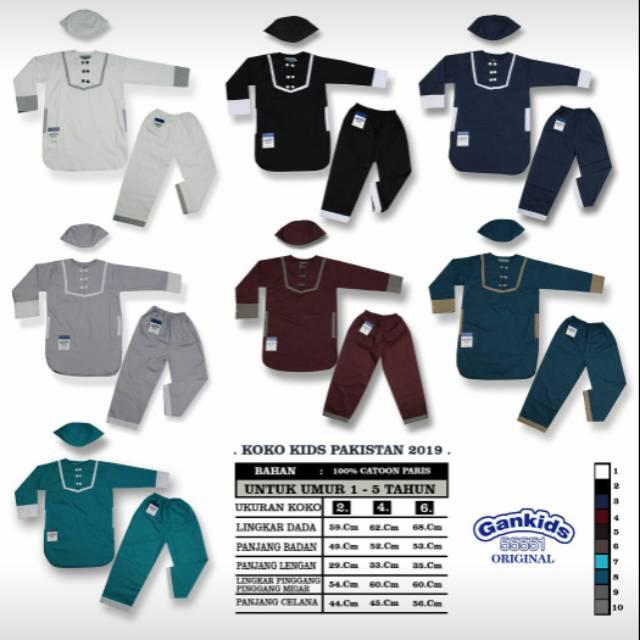 . KOKO KIDS PAKISTAN 2019 .
BAHAN : 100% CATOON PARIS
UNTUK UMUR 1 - 5 TAHUN
UKURAN KOKO 2. 4. 6.
LINGKAR DADA 59.Cm 62.Cm 68.Cm
PANJANG BADAN 49.Cm 52.Cm 53.Cm
PANJANG LENGAN 29.Cm 33.Cm 35.Cm
LINGKAR PINGGANG
PINGGANG MEJAR 54.Cm 60.Cm 60.Cm
PANJANG CELANA 44.Cm 45.Cm 56.Cm
Gankids
55551
ORIGINAL
1
2
3
4
5
6
7
8
9
10